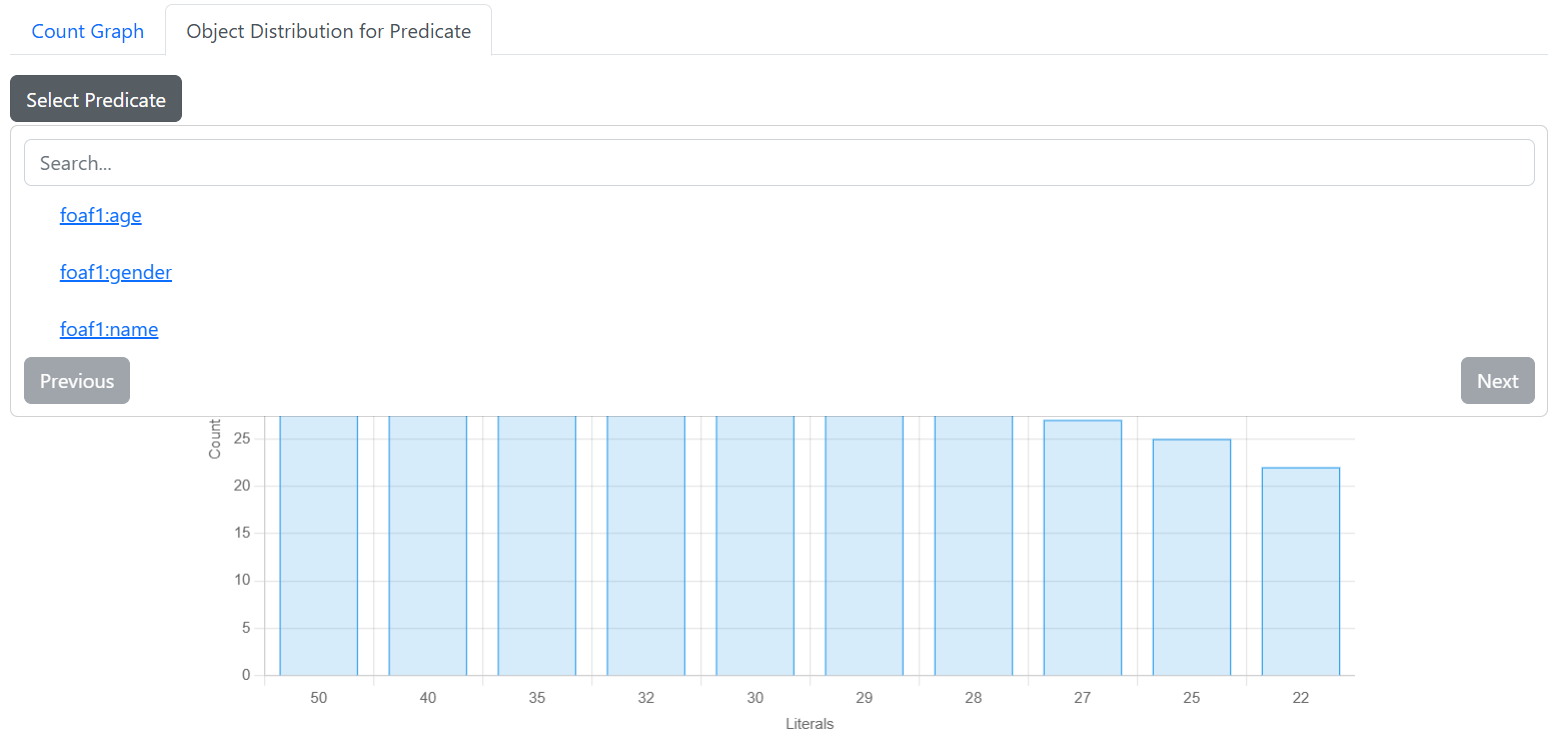 Count Graph Object Distribution for Predicate
Select Predicate
Search...
foaf1:age
foaf1:gender
foaf1:name
Previous Next
Count
25
20
15
10
5
0
50 40 35 32 30 29 28 27 25 22
Literals